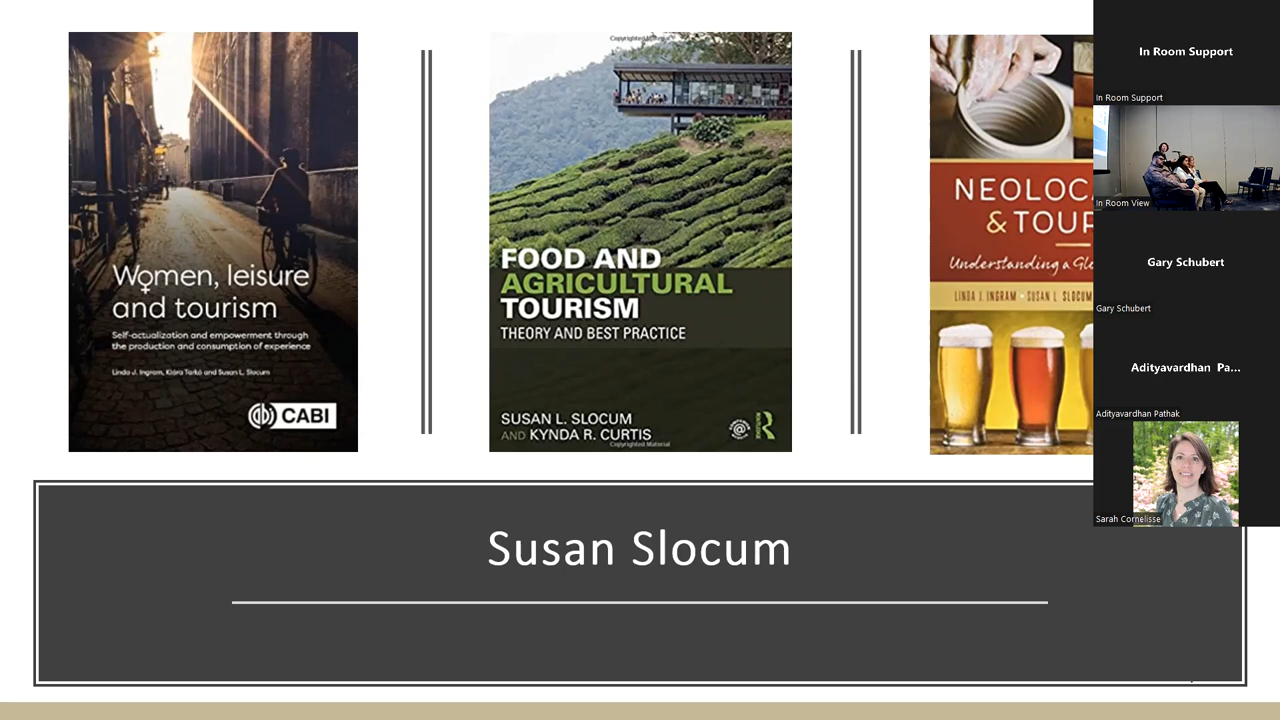 Women, leisure
and tourism
Self-actualization and empowerment through
the production and consumption of experience
Linda J. Ingram, Klára Tarkó and Susan L. Slocum
CABI
Copyrighted Material
FOOD AND
AGRICULTURAL
TOURISM
THEORY AND BEST PRACTICE
SUSAN L. SLOCUM
AND KYNDA R. CURTIS
Copyrighted Material
NEOLOC
& TOUR
Understanding a Gl
LINDA J. INGRAM • SUSAN L. SLOCUM
Susan Slocum
In Room Support
In Room Support
In Room View
Gary Schubert
Gary Schubert
Adityavardhan Pa...
Adityavardhan Pathak
Sarah Cornelisse